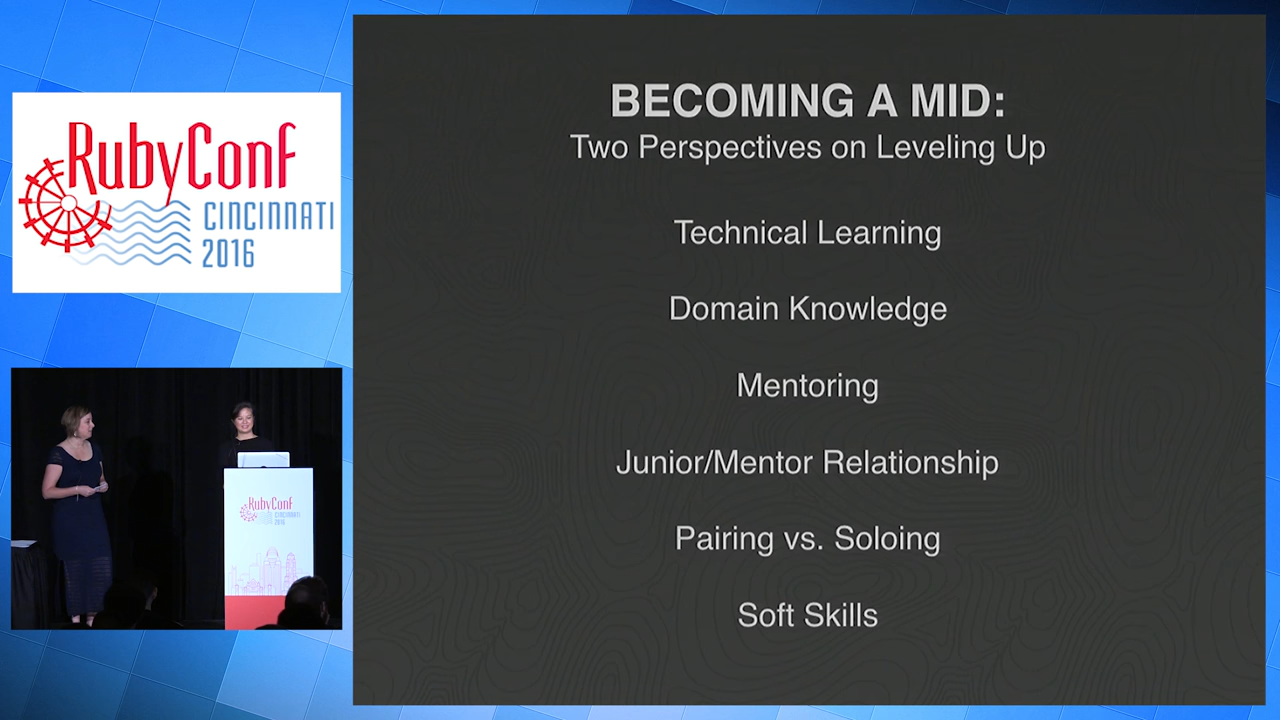 RubyConf
CINCINNATI
2016
BECOMING A MID:
Two Perspectives on Leveling Up
Technical Learning
Domain Knowledge
Mentoring
Junior/Mentor Relationship
Pairing vs. Soloing
Soft Skills
RubyConf
CINCINNATI
2016